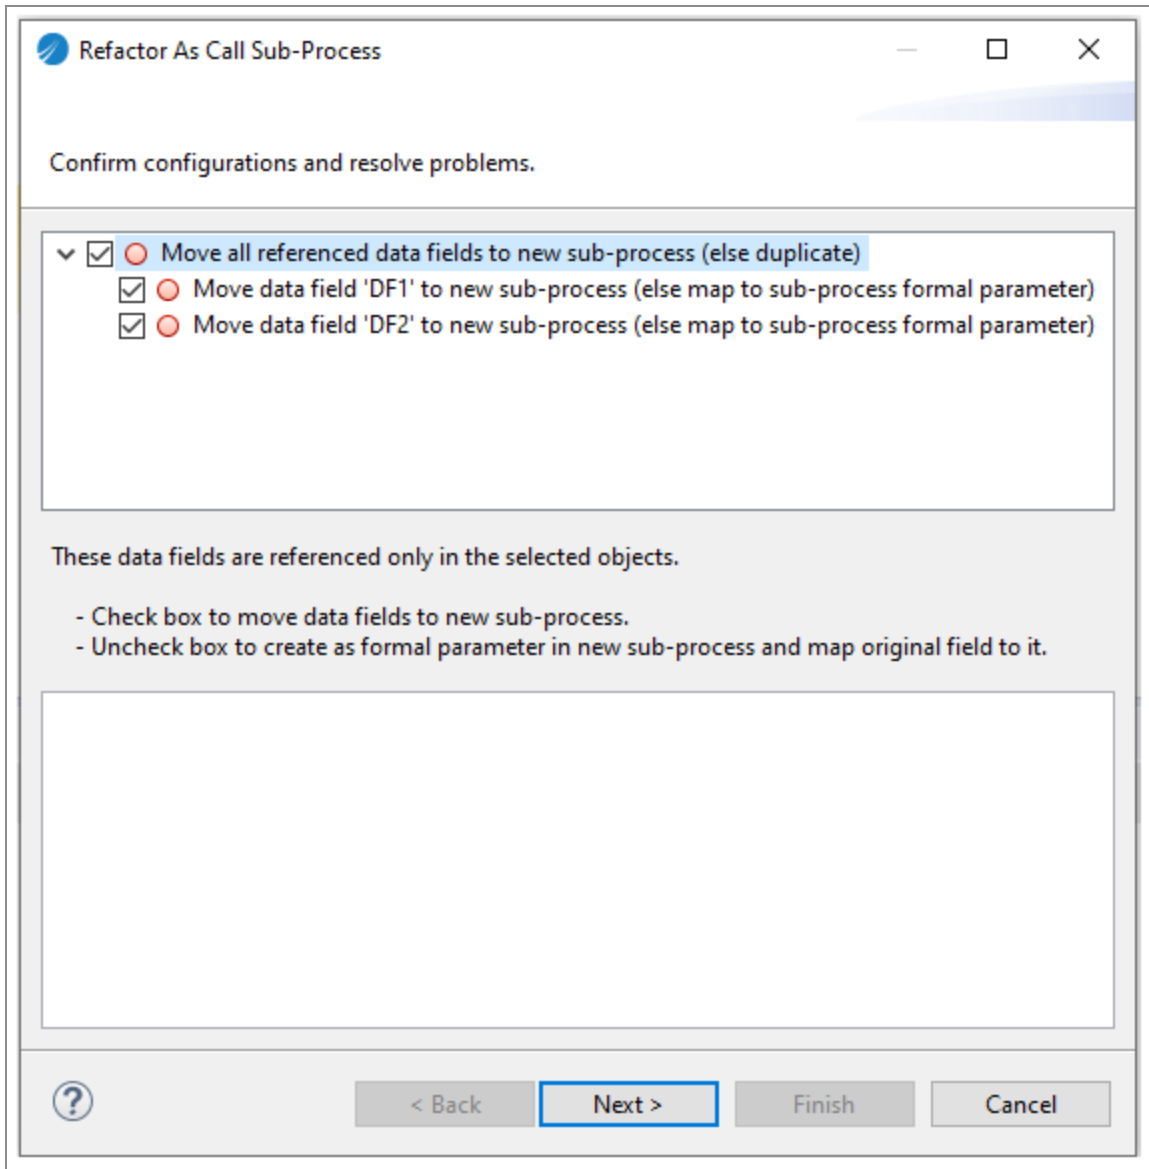 Refactor As Call Sub-Process
Confirm configurations and resolve problems.
Move all referenced data fields to new sub-process (else duplicate)
Move data field 'DF1' to new sub-process (else map to sub-process formal parameter)
Move data field 'DF2' to new sub-process (else map to sub-process formal parameter)
These data fields are referenced only in the selected objects.
- Check box to move data fields to new sub-process.
- Uncheck box to create as formal parameter in new sub-process and map original field to it.
? < Back Next > Finish Cancel